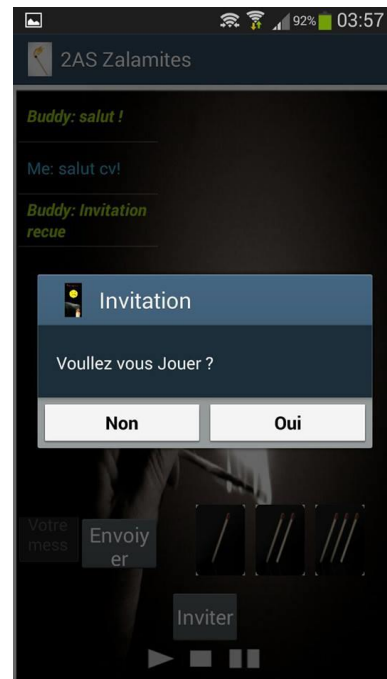 92% 03:57
2AS Zalamites
Buddy: salut !
Me: salut cv!
Buddy: Invitation
recue
Invitation
Voullez vous Jouer ?
Non Oui
Votre
mess
Envoiy
er
Inviter